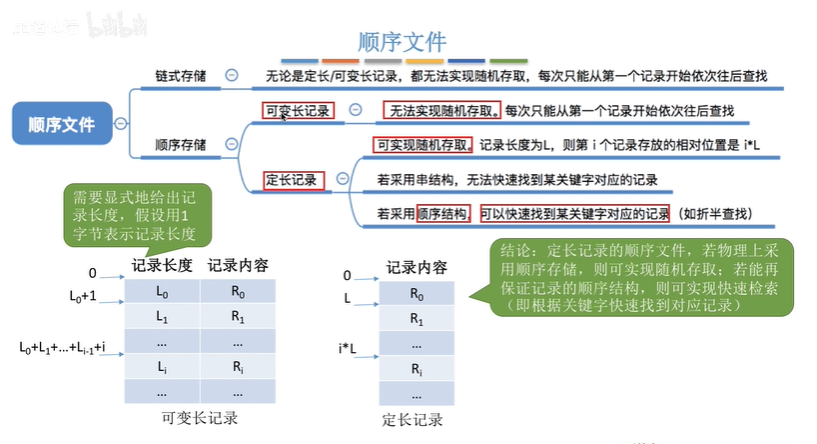 顺序文件
链式存储
无论是定长/可变长记录，都无法实现随机存取，每次只能从第一个记录开始依次往后查找
顺序文件
顺序存储
可变长记录
无法实现随机存取。每次只能从第一个记录开始依次往后查找
定长记录
可实现随机存取。记录长度为L，则第 i 个记录存放的相对位置是 i*L
若采用串结构，无法快速找到某关键字对应的记录
若采用顺序结构，可以快速找到某关键字对应的记录（如折半查找）
需要显式地给出记
录长度，假设用1
字节表示记录长度
记录长度 记录内容
0
L0+1
L0+L1+...+Li-1+i
L0 R0
L1 R1
... ...
Li Ri
... ...
可变长记录
记录内容
0
L
i*L
R0
R1
...
Ri
...
定长记录
结论：定长记录的顺序文件，若物理上采
用顺序存储，则可实现随机存取；若能再
保证记录的顺序结构，则可实现快速检索
（即根据关键字快速找到对应记录）